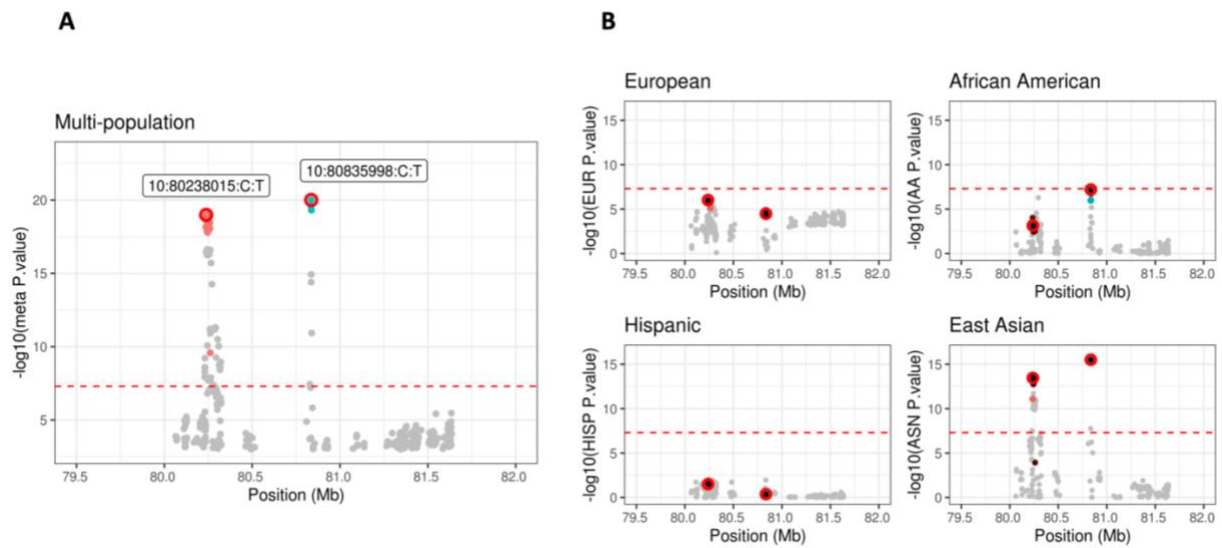 A
B
Multi-population
10:80238015:C:T
10:80835998:C:T
-log10(meta P.value)
20
15
10
5
79.5 80.0 80.5 81.0 81.5 82.0
Position (Mb)
European
-log10(EUR P.value)
15
10
5
0
79.5 80.0 80.5 81.0 81.5 82.0
Position (Mb)
African American
-log10(AA P.value)
15
10
5
0
79.5 80.0 80.5 81.0 81.5 82.0
Position (Mb)
Hispanic
-log10(HISP P.value)
15
10
5
0
79.5 80.0 80.5 81.0 81.5 82.0
Position (Mb)
East Asian
-log10(ASN P.value)
15
10
5
0
79.5 80.0 80.5 81.0 81.5 82.0
Position (Mb)